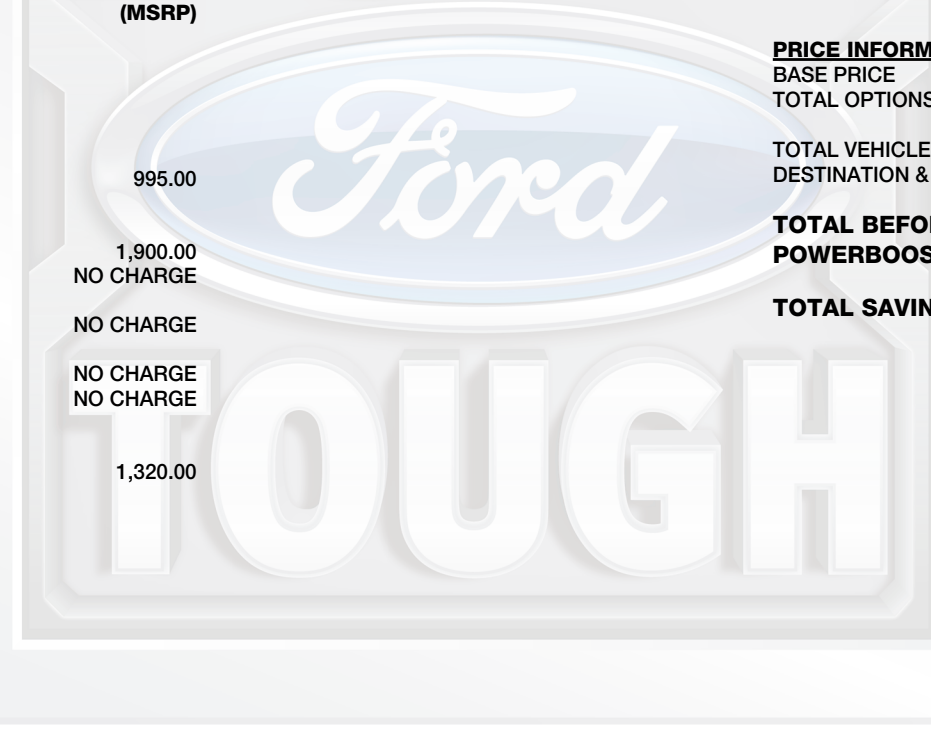 (MSRP)
995.00
1,900.00
NO CHARGE
NO CHARGE
NO CHARGE
NO CHARGE
1,320.00
PRICE INFORM
BASE PRICE
TOTAL OPTIONS
TOTAL VEHICLE
DESTINATION &
TOTAL BEFO
POWERBOOS
TOTAL SAVIN
Ford
TOUGH